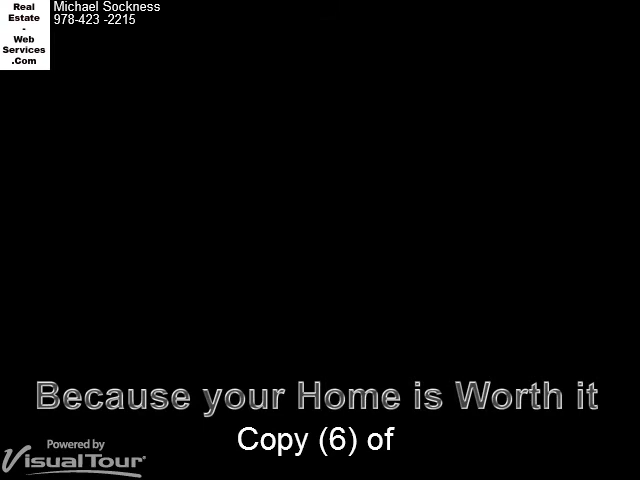 Real
Estate
-
Web
Services
.Com
Michael Sockness
978-423 -2215
Because your Home is Worth it
Copy (6) of
Powered by
VisualTour